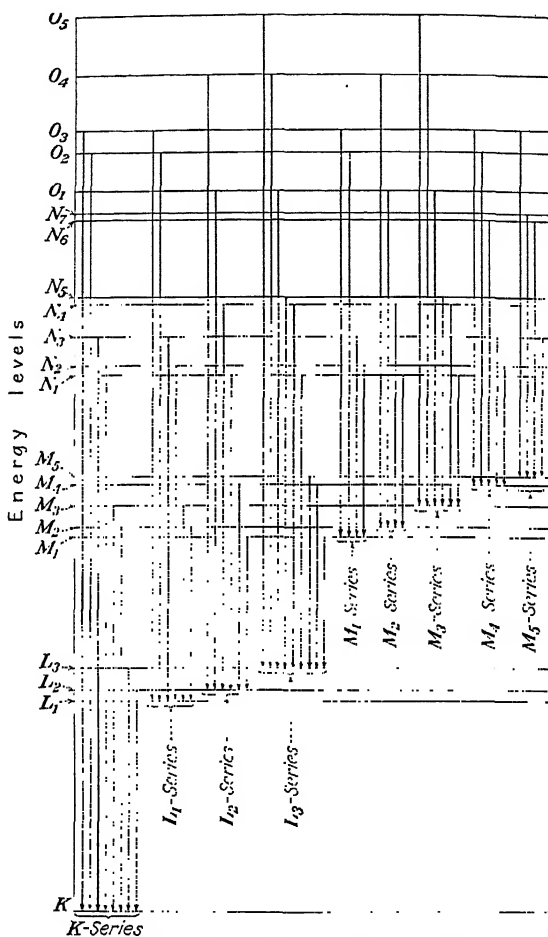 O5
O4
O3
O2
O1
N7
N6
N5
N4
N3
N2
N1
Energy levels
M5
M4
M3
M2
M1
L3
L2
L1
K
K-Series
L1-Series
L2-Series
L3-Series
M1-Series
M2 Series
M3-Series
M4 Series
M5-Series